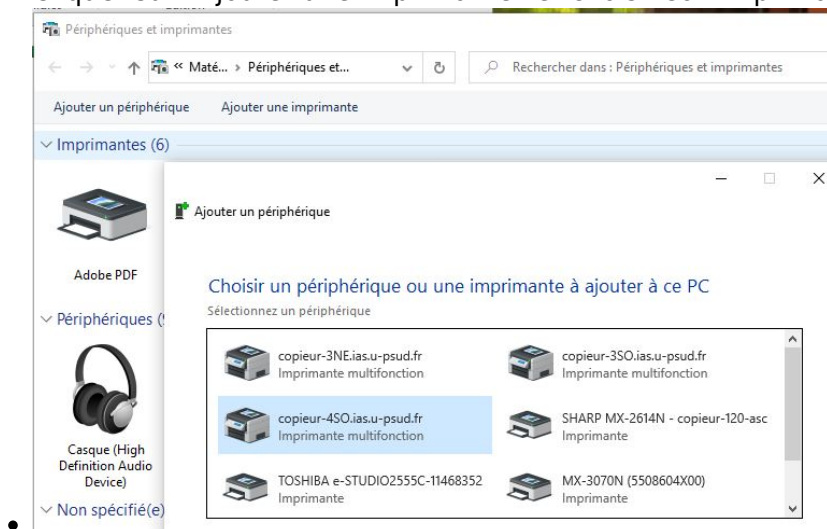 Périphériques et imprimantes
« Maté... › Périphériques et...
Rechercher dans : Périphériques et imprimantes
Ajouter un périphérique
Ajouter une imprimante
Imprimantes (6)
Ajouter un périphérique
Adobe PDF
Choisir un périphérique ou une imprimante à ajouter à ce PC
Sélectionnez un périphérique
Périphériques (
copieur-3NE.ias.u-psud.fr
Imprimante multifonction
copieur-3SO.ias.u-psud.fr
Imprimante multifonction
copieur-4SO.ias.u-psud.fr
Imprimante multifonction
SHARP MX-2614N - copieur-120-asc
Imprimante
Casque (High
Definition Audio
Device)
TOSHIBA e-STUDIO2555C-11468352
Imprimante
MX-3070N (5508604X00)
Imprimante
Non spécifié(e)